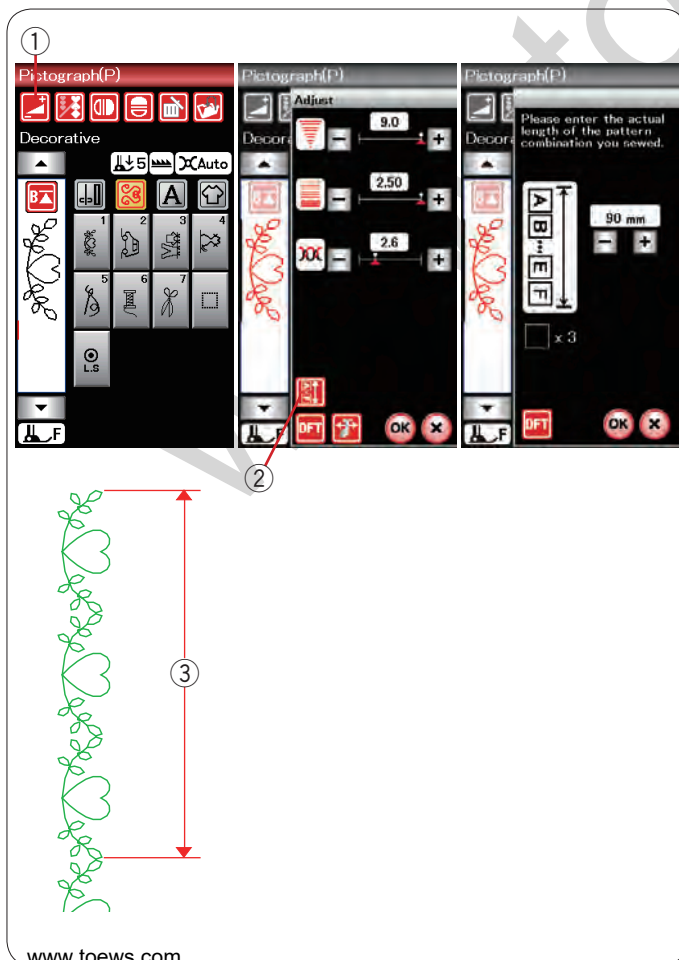 1
Pictograph(P)
Decorative
5
Auto
B
A
1
2
3
4
5
6
7
L.S
F
Pictograph(P)
Adjust
Decor
9.0
2.50
2.6
DFT
OK
F
2
Pictograph(P)
Please enter the actual
length of the pattern
combination you sewed.
Decor
A
B
E
F
90 mm
x 3
DFT
OK
3
www.toews.com